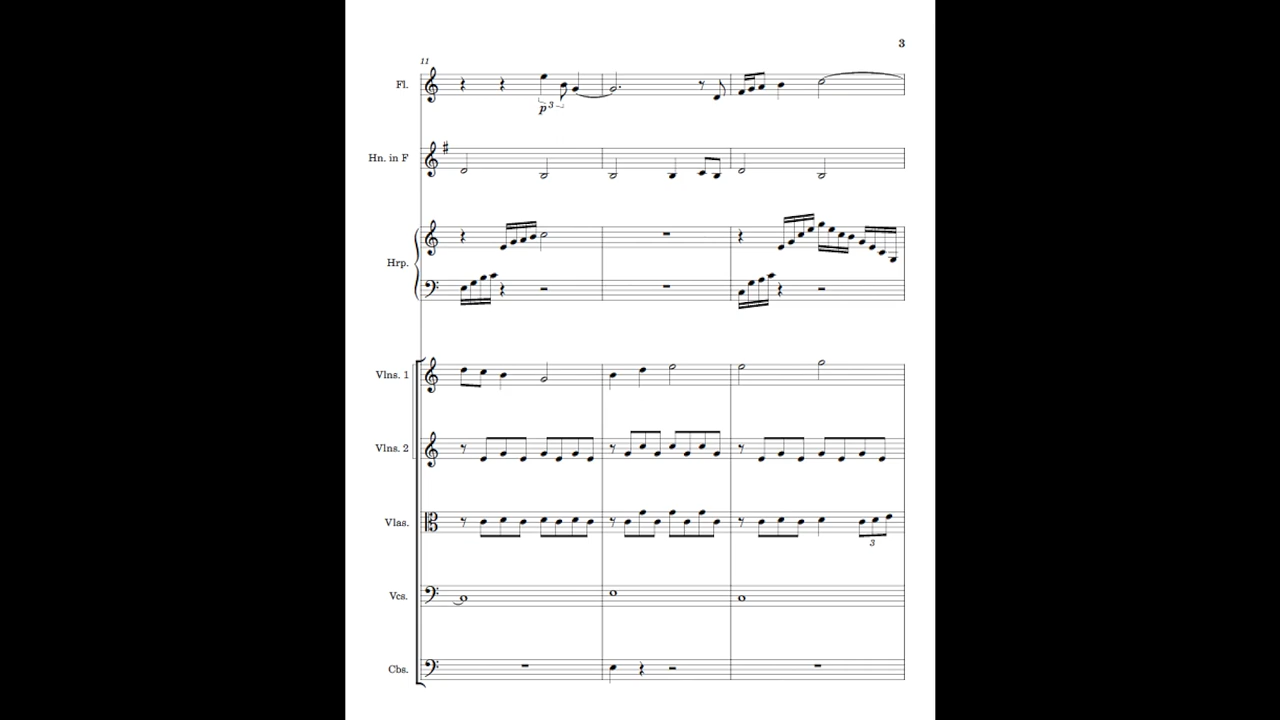 3
11
Fl.
3
p
Hn. in F
Hrp.
Vlns. 1
Vlns. 2
Vlas.
3
Vcs.
Cbs.